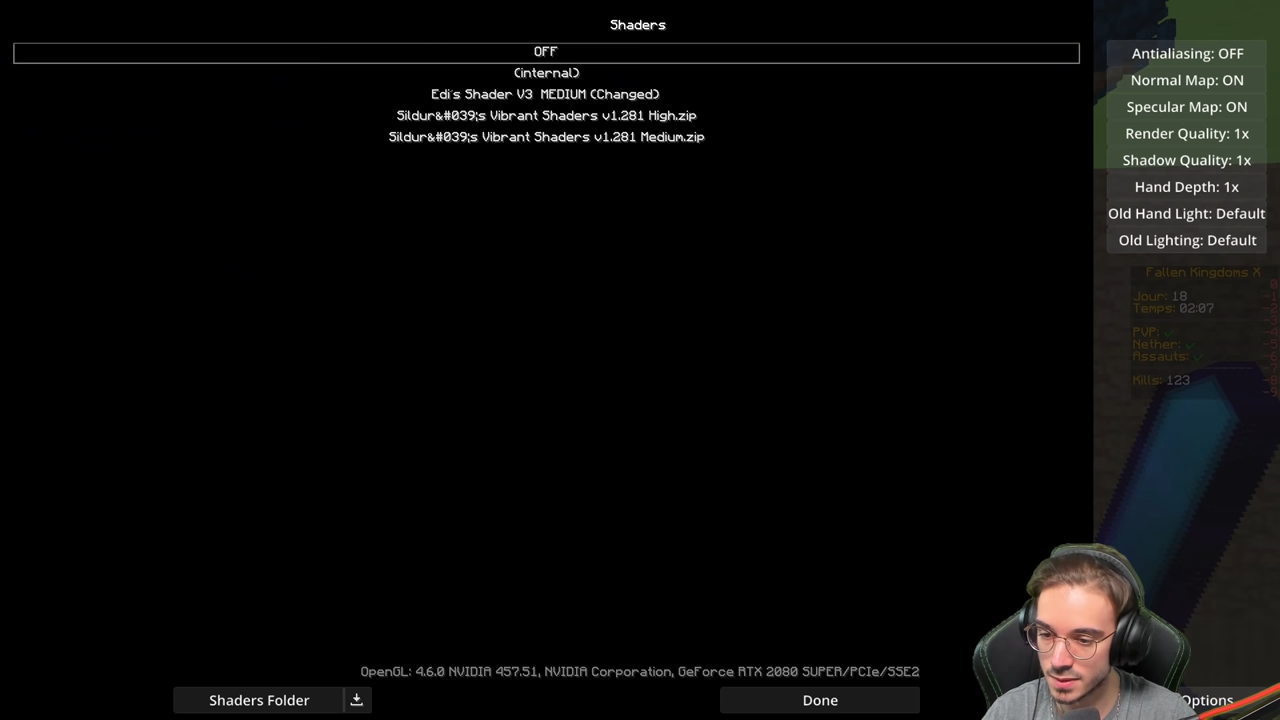 Shaders
OFF
(internal)
Edi's Shader V3 MEDIUM (Changed)
Sildur&#039;s Vibrant Shaders v1.281 High.zip
Sildur&#039;s Vibrant Shaders v1.281 Medium.zip
Antialiasing: OFF
Normal Map: ON
Specular Map: ON
Render Quality: 1x
Shadow Quality: 1x
Hand Depth: 1x
Old Hand Light: Default
Old Lighting: Default
Fallen Kingdoms X
Jour: 18
Temps: 02:07
PVP: ✓
Nether: ✓
Assauts: ✓
Kills: 123
OpenGL: 4.6.0 NVIDIA 457.51, NVIDIA Corporation, GeForce RTX 2080 SUPER/PCIe/SSE2
Shaders Folder
Done
Options